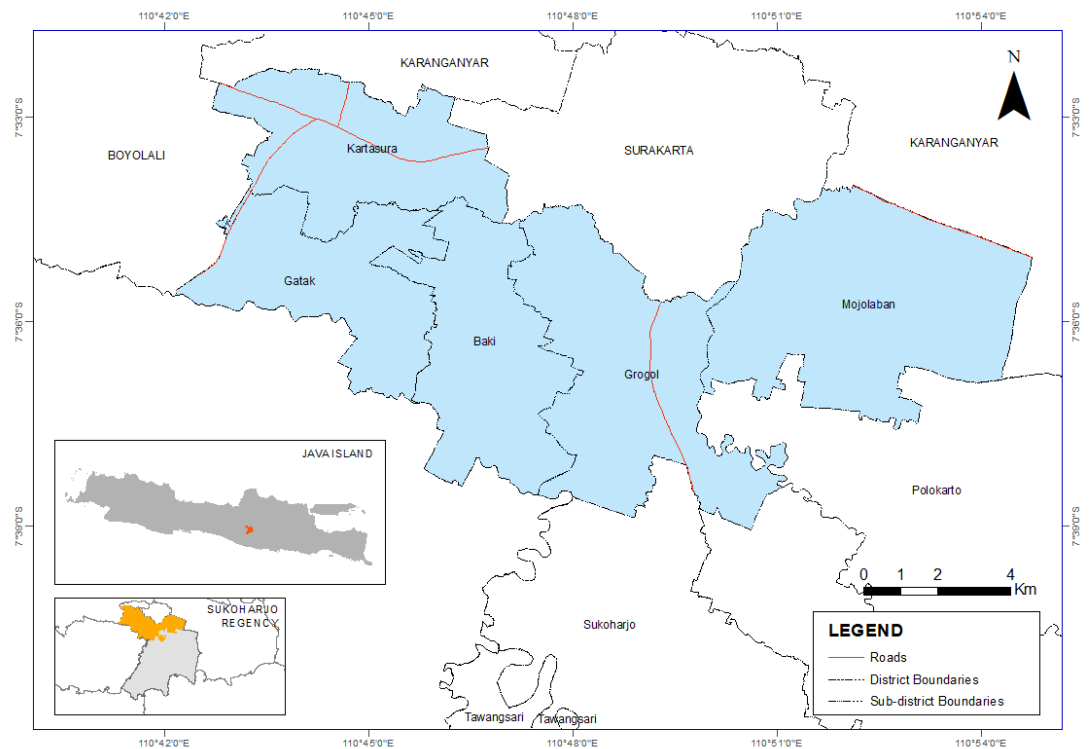 110°42'0"E 110°45'0"E 110°48'0"E 110°51'0"E 110°54'0"E
KARANGANYAR
N
7°33'0"S
7°33'0"S
BOYOLALI
Kartasura
SURAKARTA
KARANGANYAR
Gatak
Mojolaban
7°36'0"S
7°36'0"S
Baki
Grogol
JAVA ISLAND
Polokarto
7°39'0"S
7°39'0"S
0 1 2 4
Km
SUKOHARJO
REGENCY
Sukoharjo
LEGEND
Roads
District Boundaries
Sub-district Boundaries
Tawangsari
Tawangsari
110°42'0"E 110°45'0"E 110°48'0"E 110°51'0"E 110°54'0"E